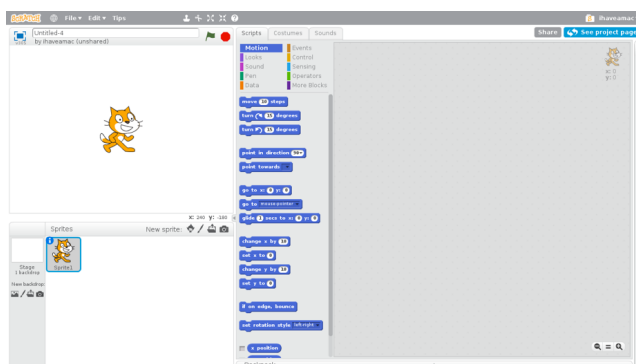 SCRATCH File Edit Tips
ihaveamac
Untitled-4
by ihaveamac (unshared)
Scripts Costumes Sounds
Share See project page
Motion Events
Looks Control
Sound Sensing
Pen Operators
Data More Blocks
x: 0
y: 0
move 10 steps
turn 15 degrees
turn 15 degrees
point in direction 90
point towards
go to x: 0 y: 0
go to mouse-pointer
glide 1 secs to x: 0 y: 0
change x by 10
set x to 0
change y by 10
set y to 0
if on edge, bounce
set rotation style left-right
x position
X: 240 Y: -180
Sprites New sprite:
Sprite1
Stage
1 backdrop
New backdrop: